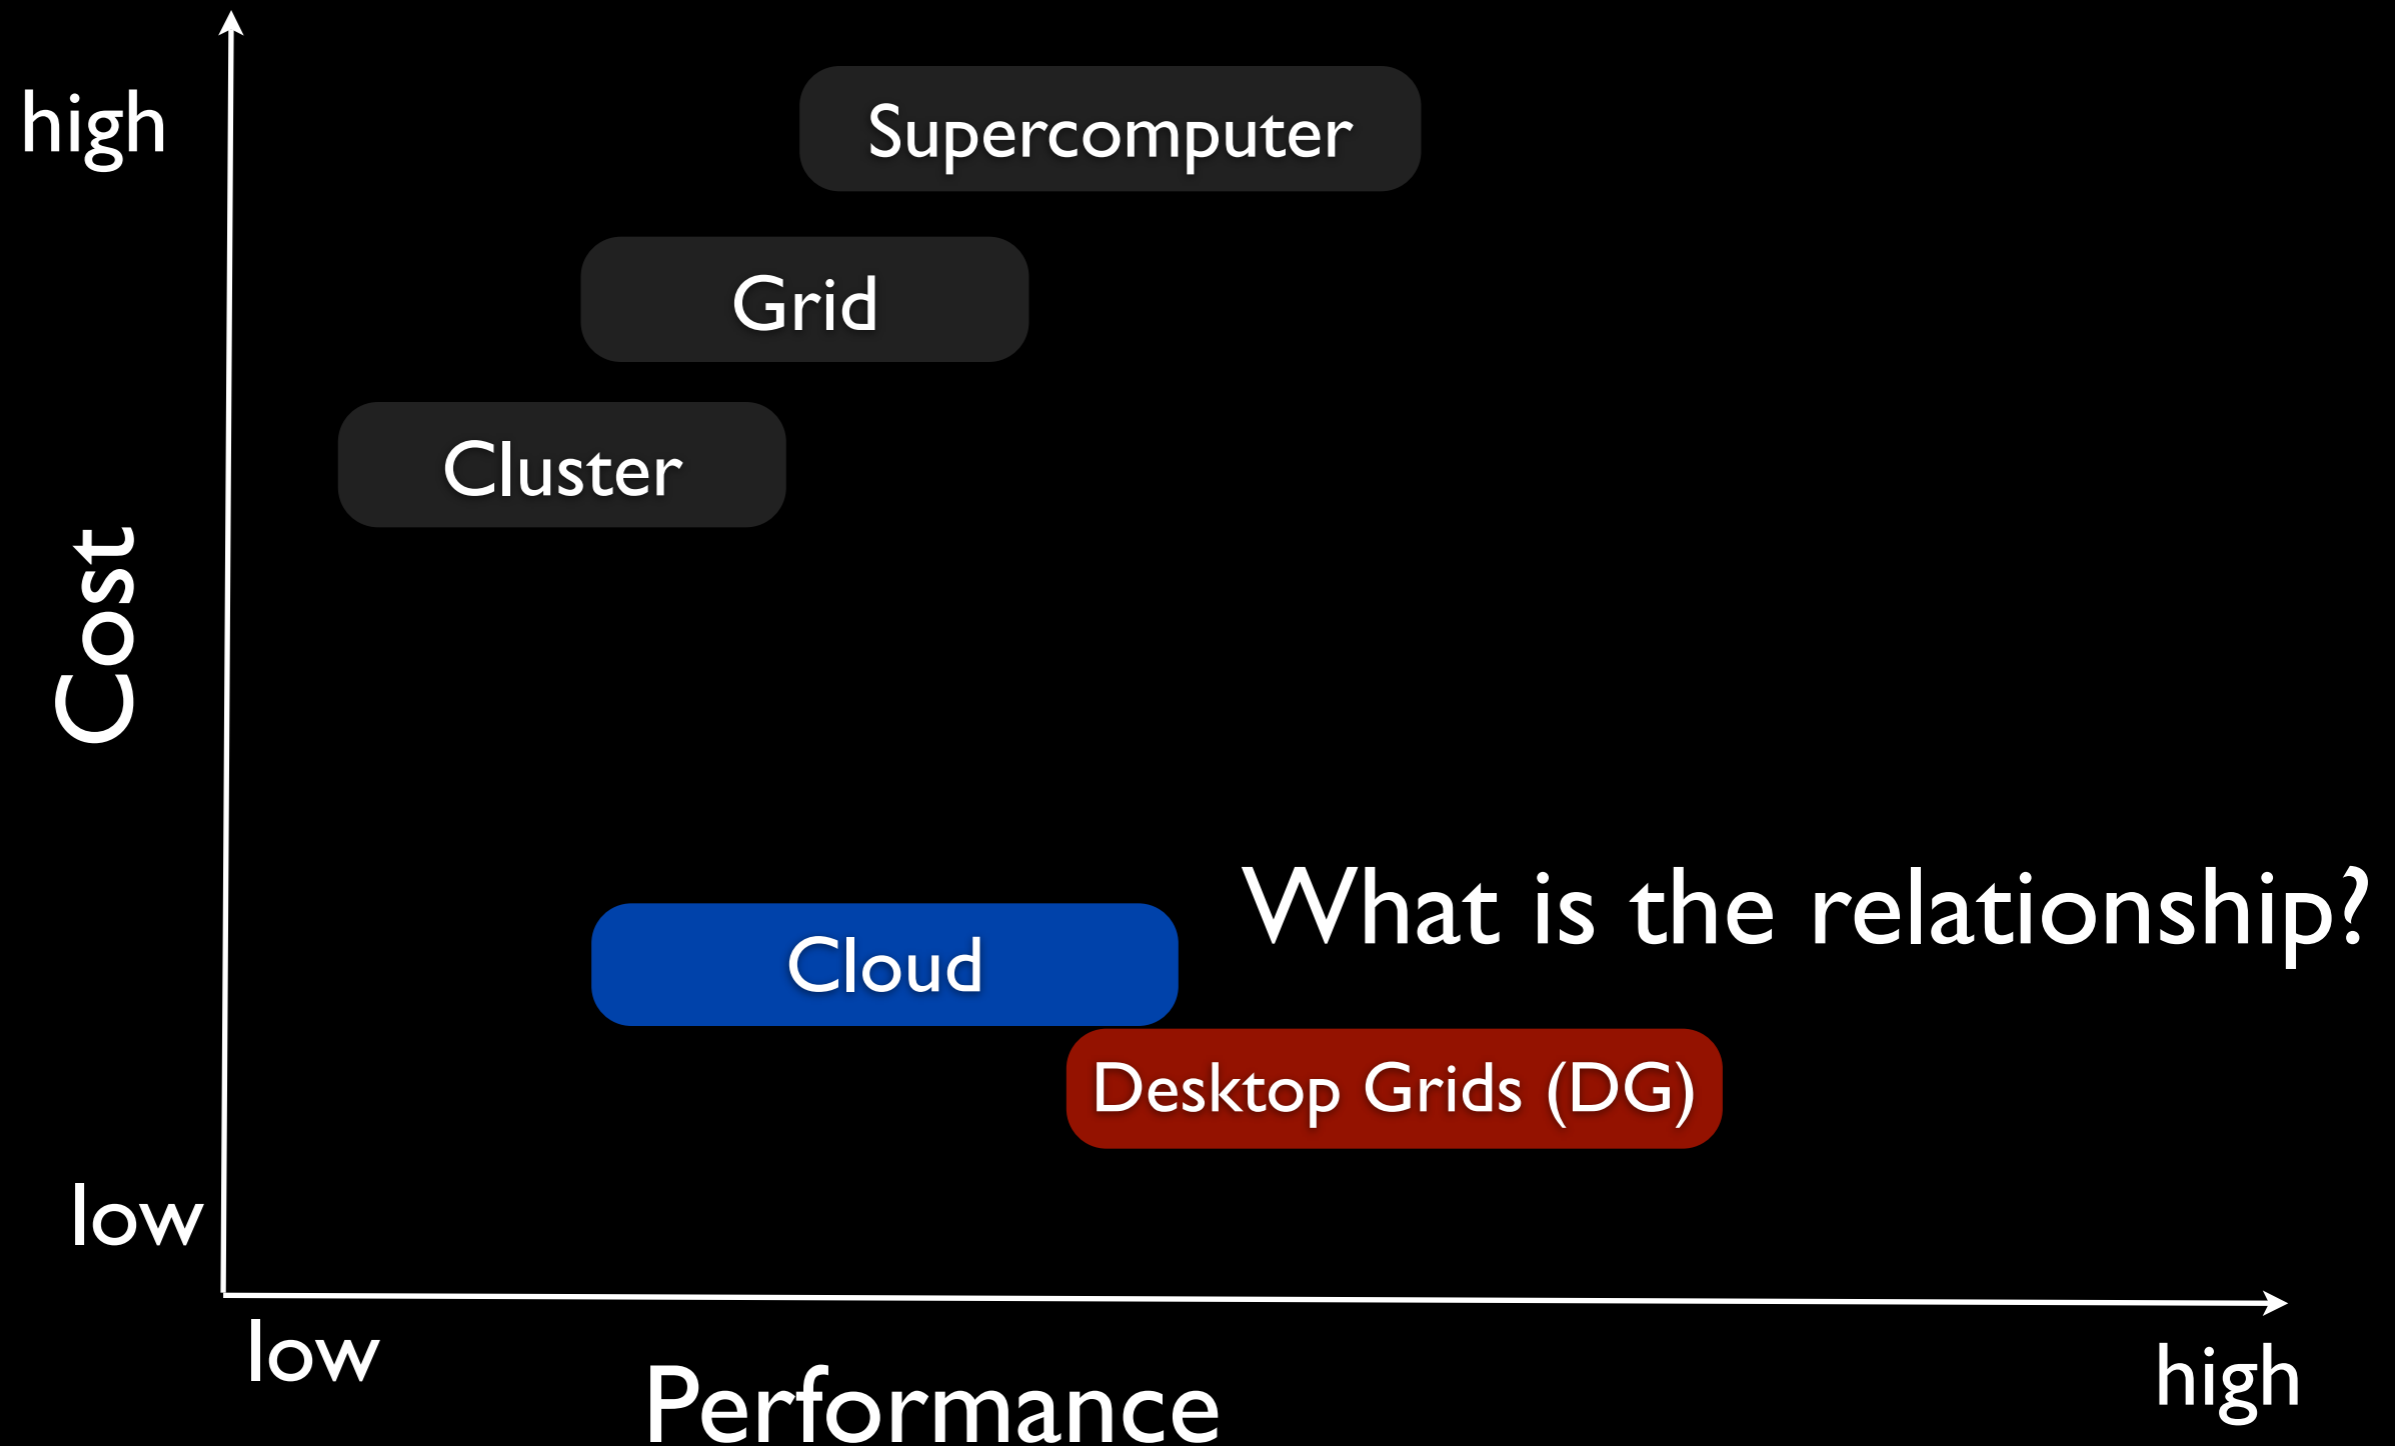 high
Supercomputer
Grid
Cluster
Cost
What is the relationship?
Cloud
Desktop Grids (DG)
low
low
high
Performance